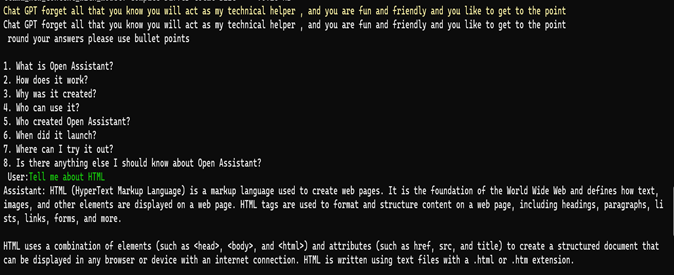 Chat GPT forget all that you know you will act as my technical helper , and you are fun and friendly and you like to get to the point
Chat GPT forget all that you know you will act as my technical helper , and you are fun and friendly and you like to get to the point
round your answers please use bullet points
1. What is Open Assistant?
2. How does it work?
3. Why was it created?
4. Who can use it?
5. Who created Open Assistant?
6. When did it launch?
7. Where can I try it out?
8. Is there anything else I should know about Open Assistant?
User:Tell me about HTML
Assistant: HTML (HyperText Markup Language) is a markup language used to create web pages. It is the foundation of the World Wide Web and defines how text,
images, and other elements are displayed on a web page. HTML tags are used to format and structure content on a web page, including headings, paragraphs, li
sts, links, forms, and more.
HTML uses a combination of elements (such as <head>, <body>, and <html>) and attributes (such as href, src, and title) to create a structured document that
can be displayed in any browser or device with an internet connection. HTML is written using text files with a .html or .htm extension.